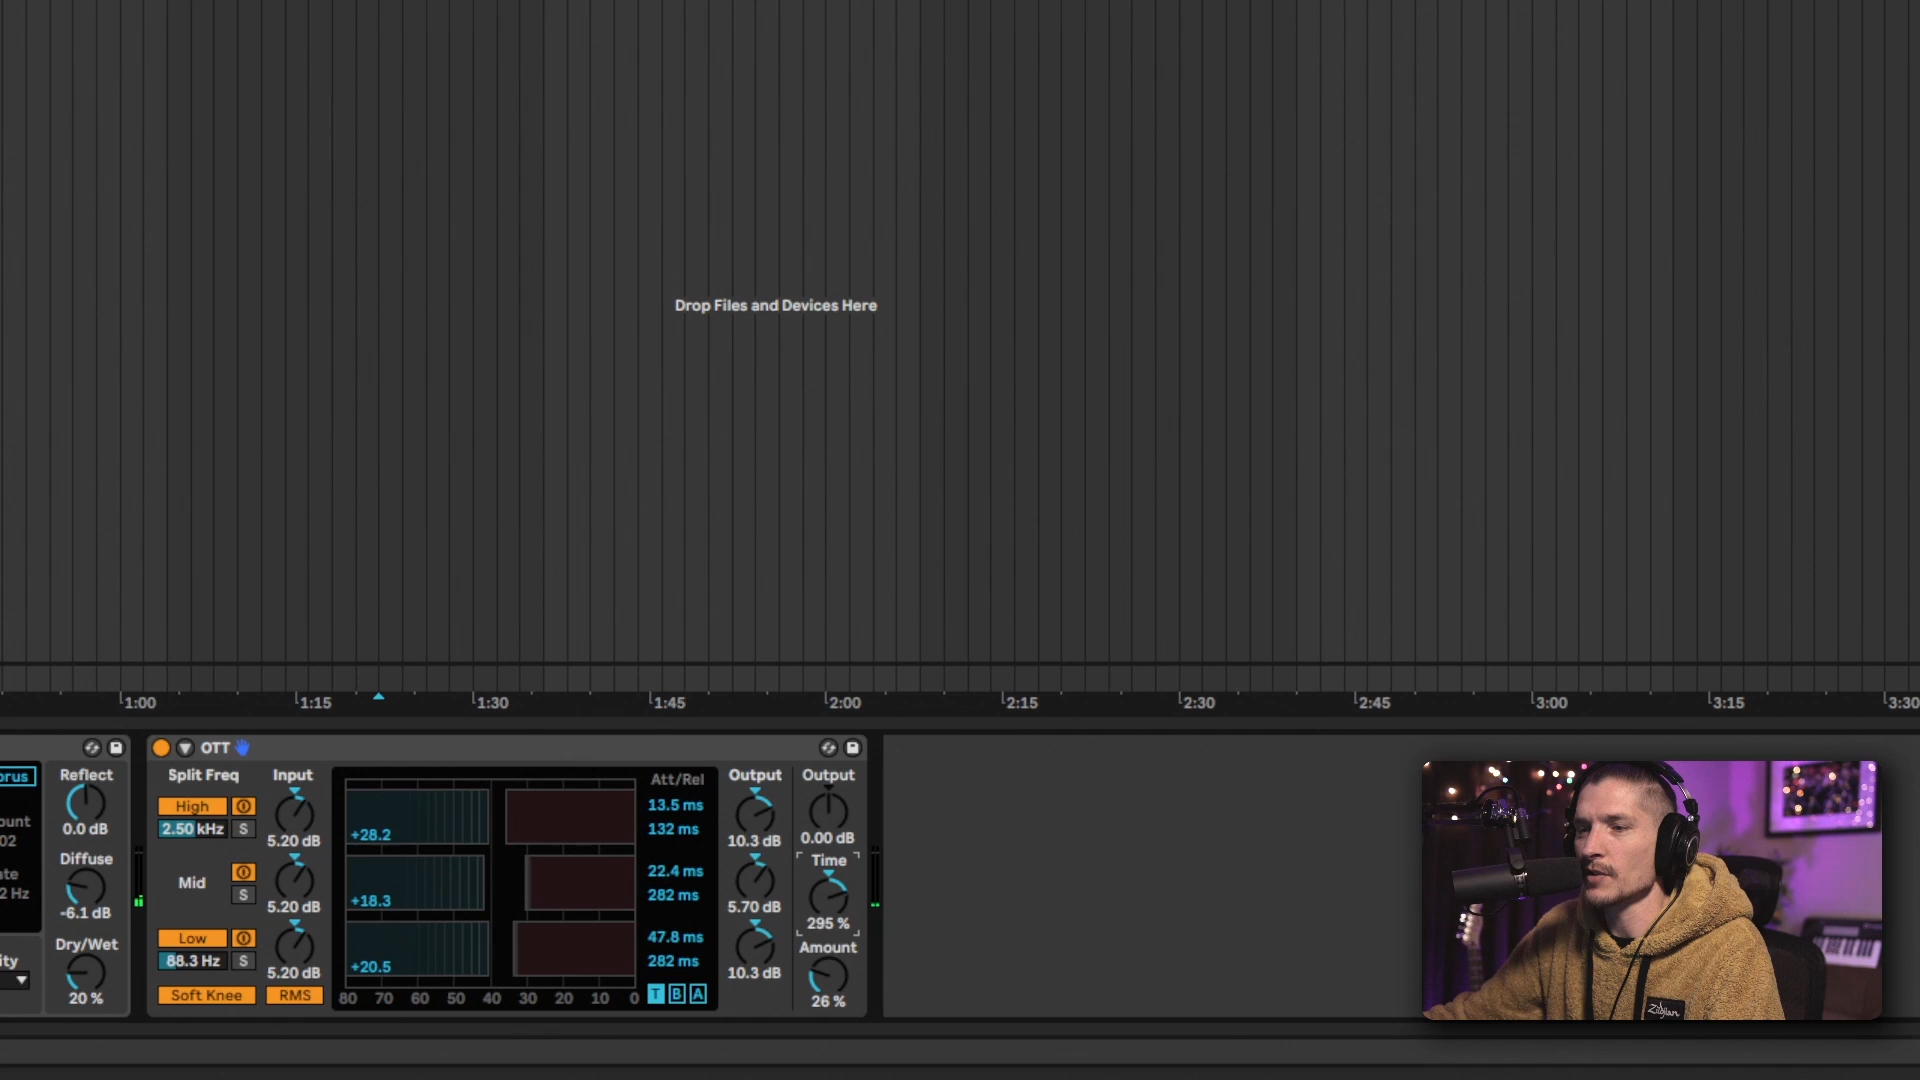 Drop Files and Devices Here
1:00 1:15 1:30 1:45 2:00 2:15 2:30 2:45 3:00 3:15 3:30
orus
Reflect
0.0 dB
ount
02
Diffuse
ate
2 Hz
-6.1 dB
Dry/Wet
ity
20 %
OTT
Split Freq
Input
Att/Rel
Output
Output
High
2.50 kHz
S
5.20 dB
+28.2
13.5 ms
132 ms
10.3 dB
0.00 dB
Mid
S
5.20 dB
+18.3
22.4 ms
282 ms
5.70 dB
Time
295 %
Low
88.3 Hz
S
5.20 dB
+20.5
47.8 ms
282 ms
10.3 dB
Amount
26 %
Soft Knee
RMS
80 70 60 50 40 30 20 10 0
T B A
Zildjian